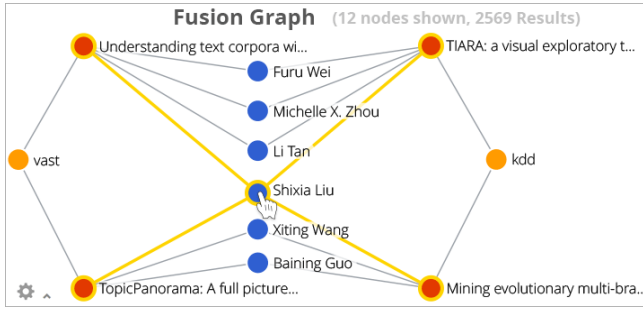 Fusion Graph (12 nodes shown, 2569 Results)
Understanding text corpora wi...
TIARA: a visual exploratory t...
Furu Wei
Michelle X. Zhou
Li Tan
vast
kdd
Shixia Liu
Xiting Wang
Baining Guo
TopicPanorama: A full picture...
Mining evolutionary multi-bra...